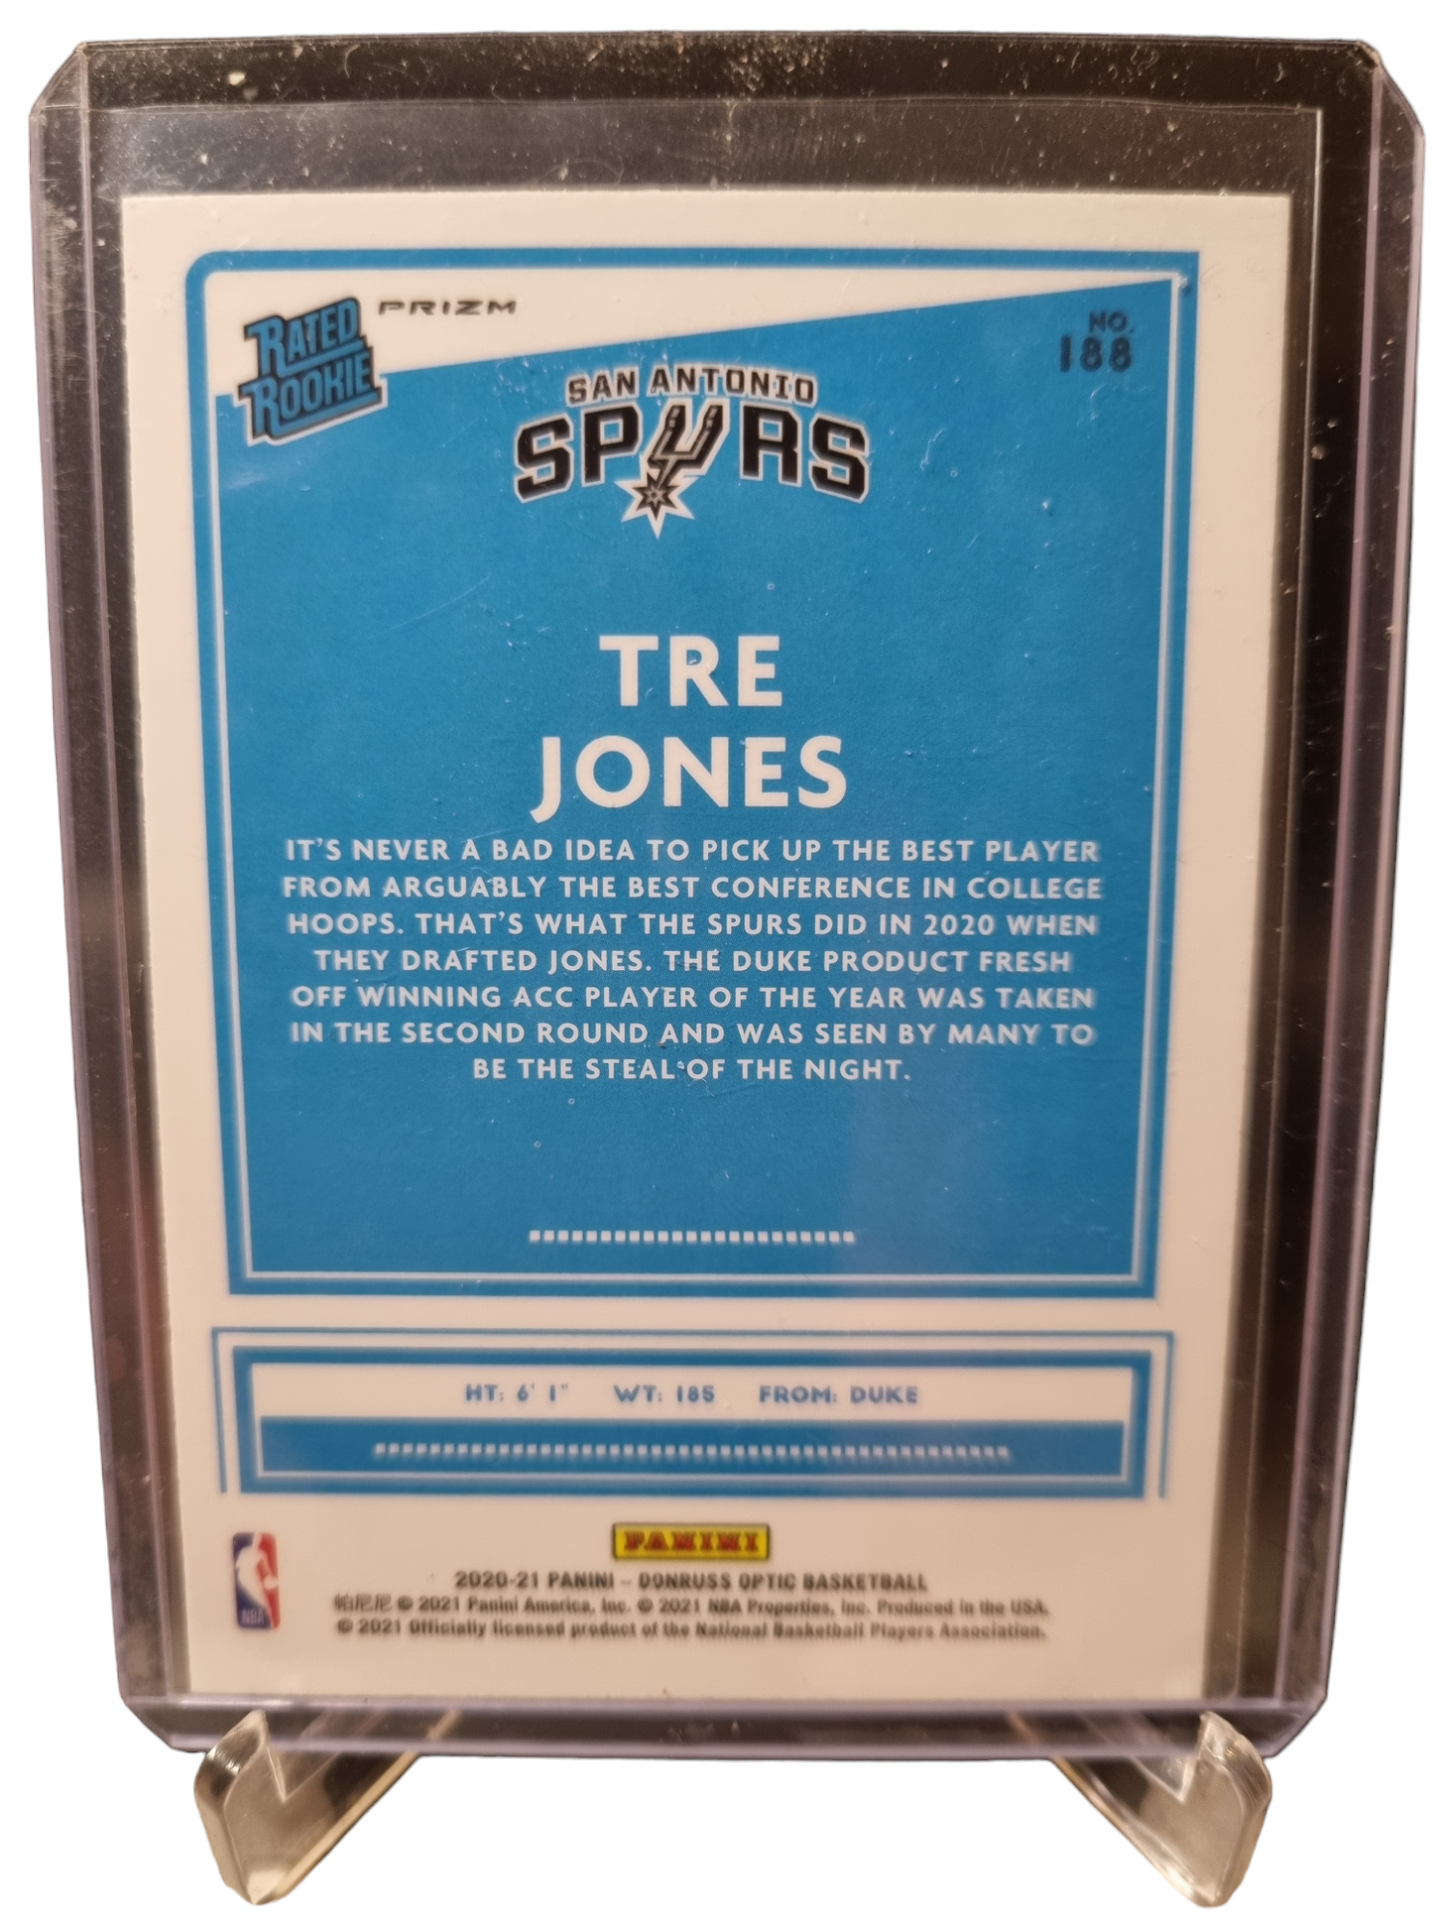 RATED
ROOKIE
PRIZM
NO.
188
SAN ANTONIO
SPURS
TRE
JONES
IT'S NEVER A BAD IDEA TO PICK UP THE BEST PLAYER
FROM ARGUABLY THE BEST CONFERENCE IN COLLEGE
HOOPS. THAT'S WHAT THE SPURS DID IN 2020 WHEN
THEY DRAFTED JONES. THE DUKE PRODUCT FRESH
OFF WINNING ACC PLAYER OF THE YEAR WAS TAKEN
IN THE SECOND ROUND AND WAS SEEN BY MANY TO
BE THE STEAL OF THE NIGHT.
HT: 6' 1" WT: 185 FROM: DUKE
PANINI
2020-21 PANINI – DONRUSS OPTIC BASKETBALL
帕尼尼 © 2021 Panini America, Inc. © 2021 NBA Properties, Inc. Produced in the USA.
© 2021 Officially licensed product of the National Basketball Players Association.
NBA